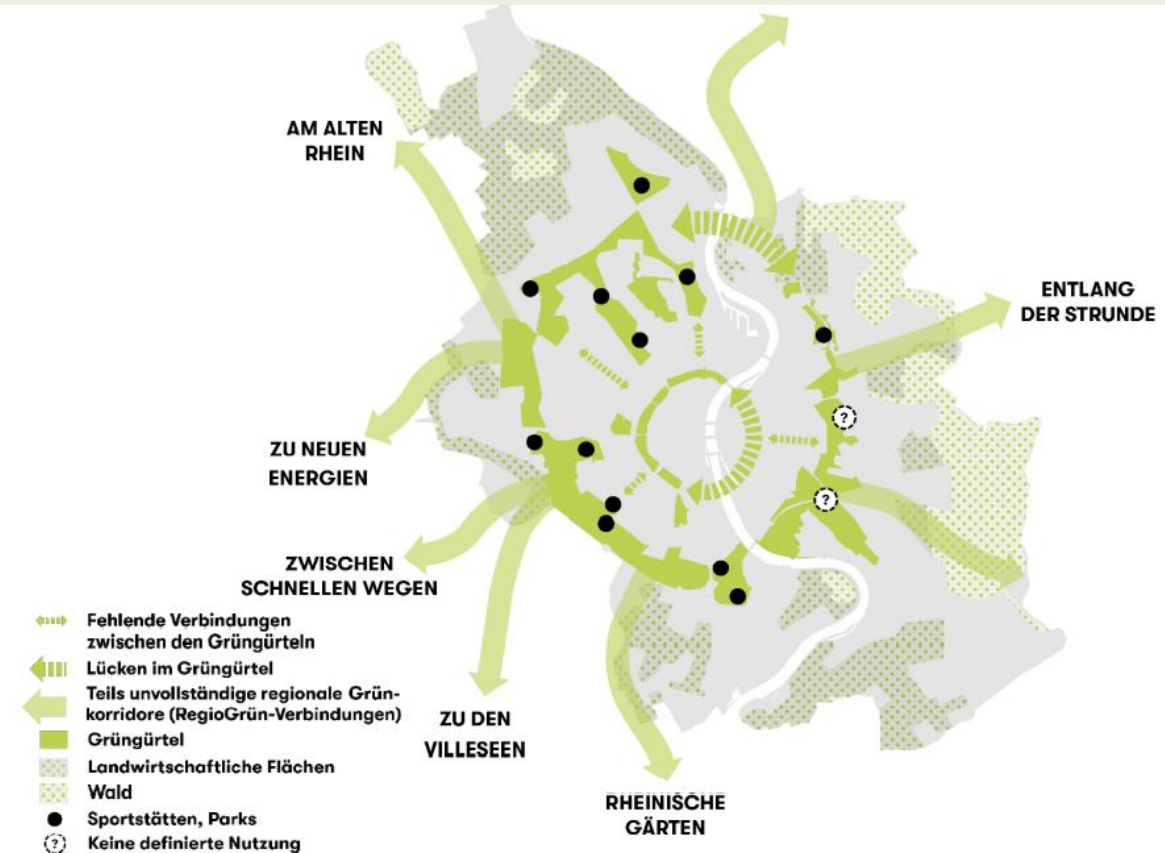 AM ALTEN
RHEIN
ENTLANG
DER STRUNDE
ZU NEUEN
ENERGIEN
ZWISCHEN
SCHNELLEN WEGEN
ZU DEN
VILLESEEN
RHEINISCHE
GÄRTEN
?
?
Fehlende Verbindungen
zwischen den Grüngürteln
Lücken im Grüngürtel
Teils unvollständige regionale Grün-
korridore (RegioGrün-Verbindungen)
Grüngürtel
Landwirtschaftliche Flächen
Wald
Sportstätten, Parks
? Keine definierte Nutzung